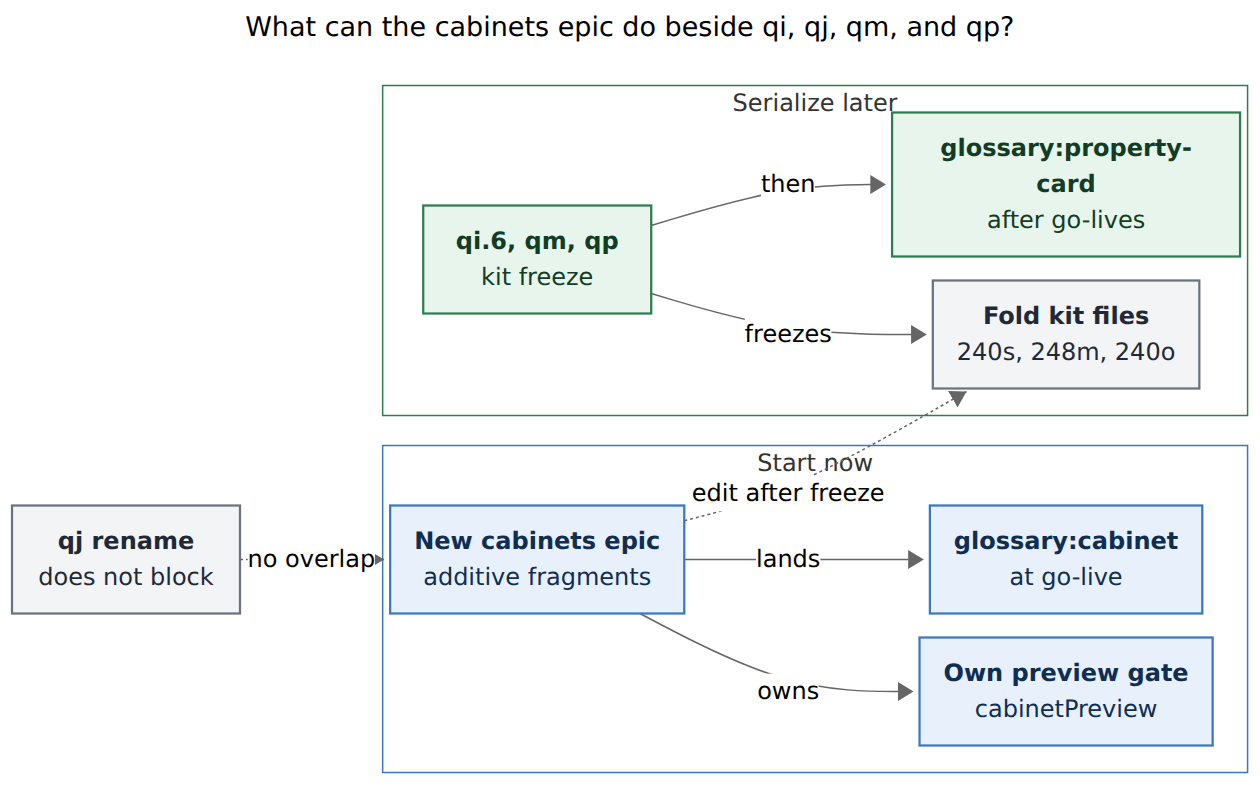 What can the cabinets epic do beside qi, qj, qm, and qp?
Serialize later
glossary:property-
card
after go-lives
then
qi.6, qm, qp
kit freeze
freezes
Fold kit files
240s, 248m, 240o
Start now
edit after freeze
qj rename
does not block
no overlap
New cabinets epic
additive fragments
lands
glossary:cabinet
at go-live
owns
Own preview gate
cabinetPreview